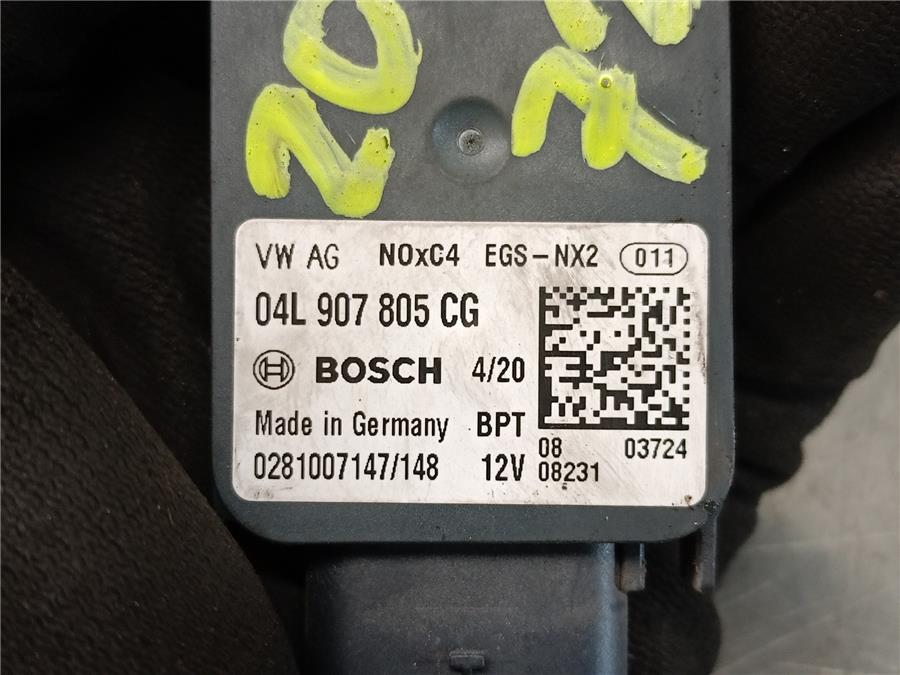 20
VW AG NOxC4 EGS-NX2 011
04L 907 805 CG
BOSCH 4/20
Made in Germany BPT
08 03724
0281007147/148 12V 08231